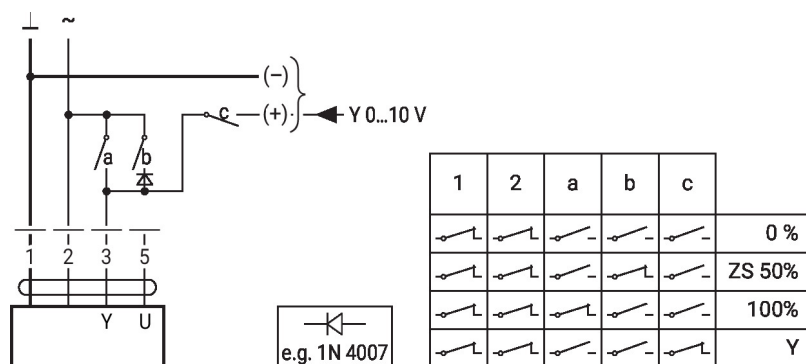 ⊥ ~
(–)
c (+) Y 0...10 V
a b
1 2 3 5
Y U
e.g. 1N 4007
1 2 a b c
0 %
ZS 50%
100%
Y